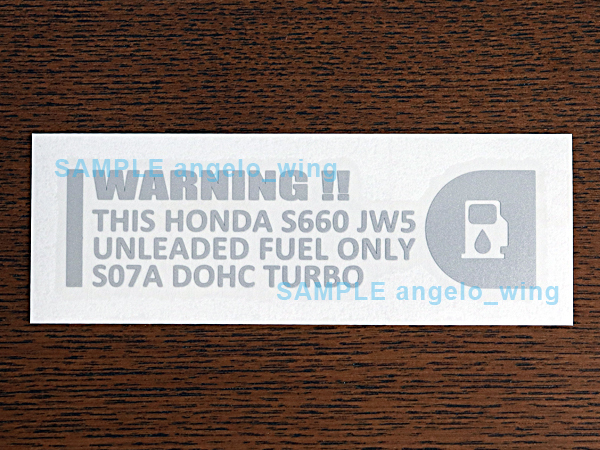 SAMPLE angelo_wing
WARNING !!
THIS HONDA S660 JW5
UNLEADED FUEL ONLY
S07A DOHC TURBO
SAMPLE angelo_wing